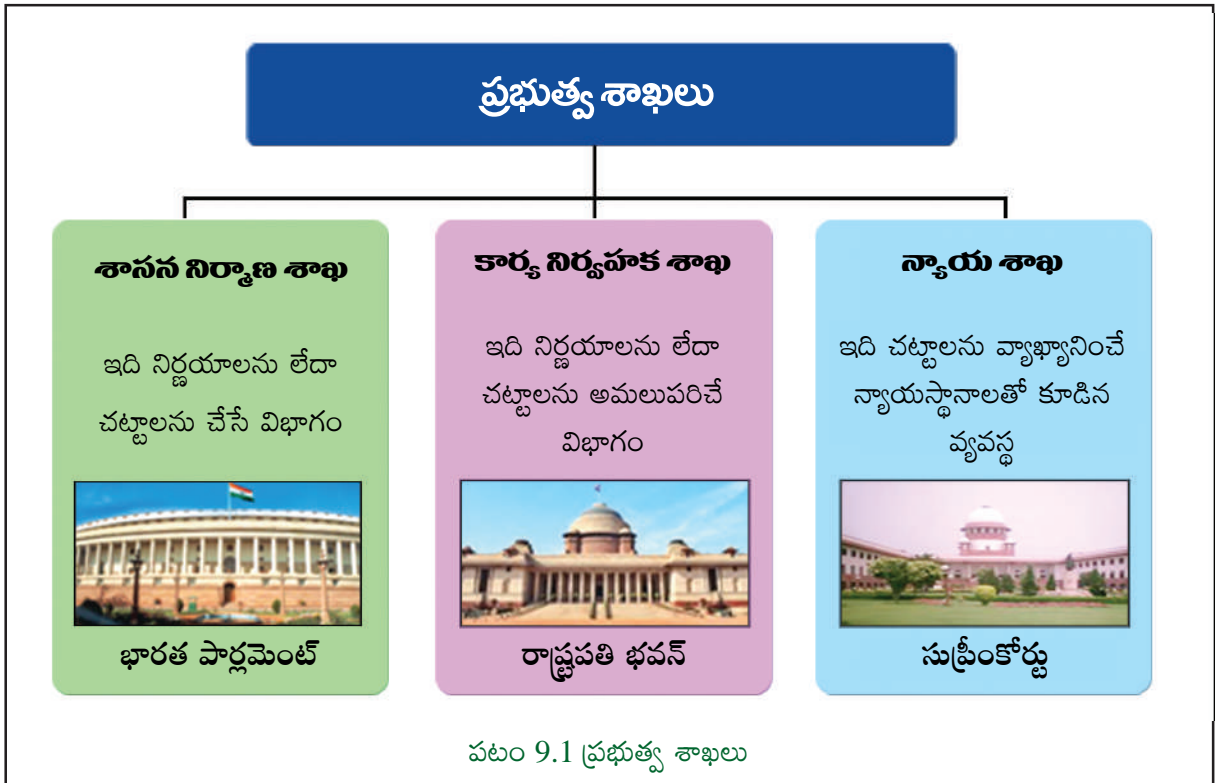 ప్రభుత్వ శాఖలు
శాసన నిర్మాణ శాఖ
ఇది నిర్ణయాలను లేదా
చట్టాలను చేసే విభాగం
భారత పార్లమెంట్
కార్య నిర్వహక శాఖ
ఇది నిర్ణయాలను లేదా
చట్టాలను అమలుపరిచే
విభాగం
రాష్ట్రపతి భవన్
న్యాయ శాఖ
ఇది చట్టాలను వ్యాఖ్యానించే
న్యాయస్థానాలతో కూడిన
వ్యవస్థ
సుప్రీంకోర్టు
పటం 9.1 ప్రభుత్వ శాఖలు